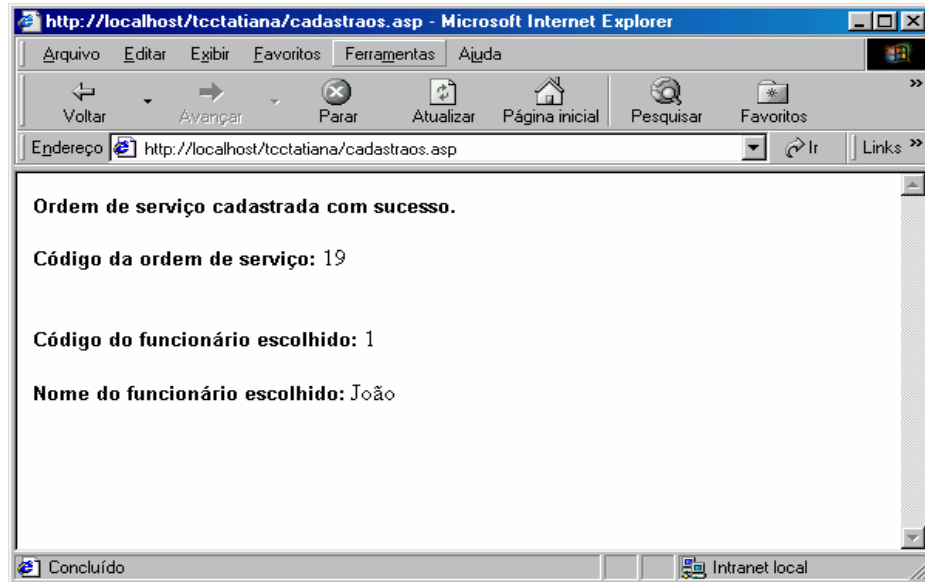 http://localhost/tcctatiana/cadastraos.asp - Microsoft Internet Explorer
Arquivo Editar Exibir Favoritos Ferramentas Ajuda
Voltar Avançar Parar Atualizar Página inicial Pesquisar Favoritos »
Endereço http://localhost/tcctatiana/cadastraos.asp Ir Links »
Ordem de serviço cadastrada com sucesso.
Código da ordem de serviço: 19
Código do funcionário escolhido: 1
Nome do funcionário escolhido: João
Concluído Intranet local